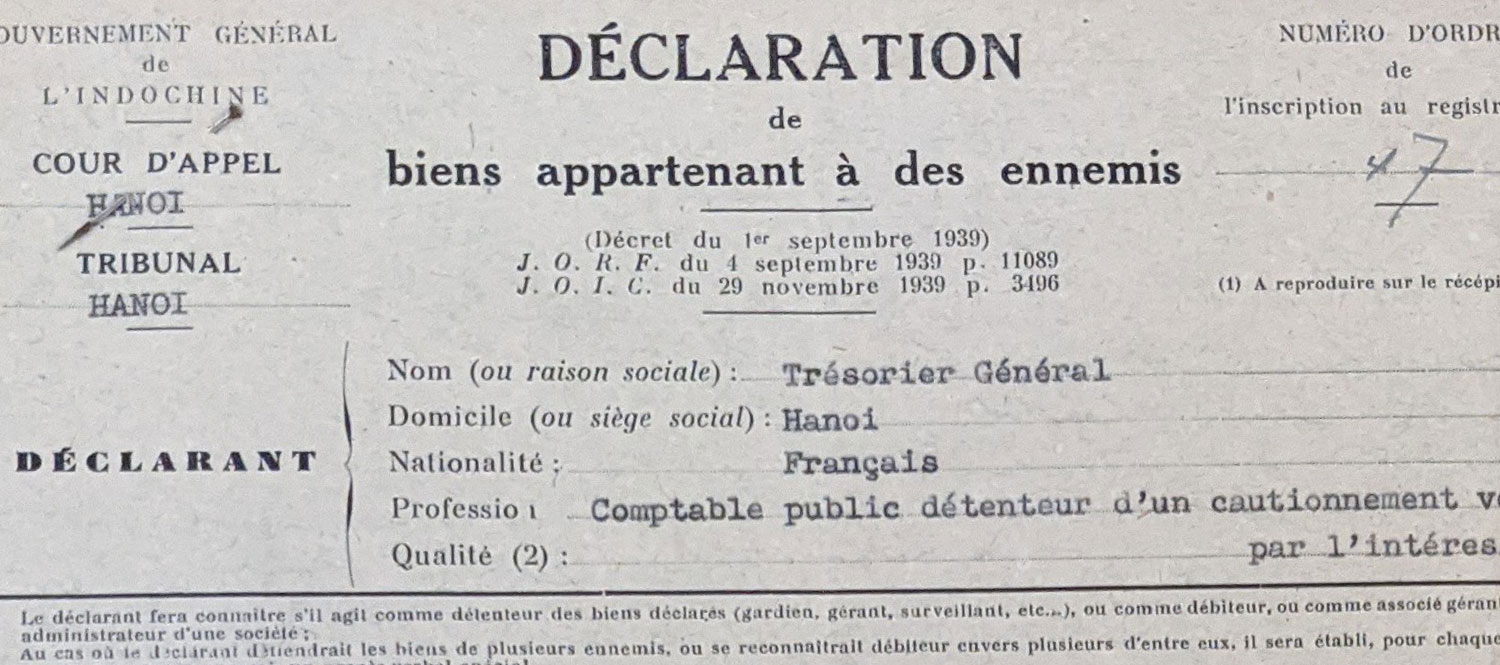 OUVERNEMENT GÉNÉRAL
de
L'INDOCHINE
COUR D'APPEL
HANOI
TRIBUNAL
HANOI
DÉCLARATION
de
biens appartenant à des ennemis
(Décret du 1er septembre 1939)
J. O. R. F. du 4 septembre 1939 p. 11089
J. O. I. C. du 29 novembre 1939 p. 3496
NUMÉRO D'ORDR
de
l'inscription au registr
47
(1) A reproduire sur le récépi
DÉCLARANT
Nom (ou raison sociale) : Trésorier Général
Domicile (ou siège social) : Hanoi
Nationalité : Français
Professio Comptable public détenteur d'un cautionnement ve
Qualité (2) : par l'intéres
Le déclarant fera connaître s'il agit comme détenteur des biens déclarés (gardien, gérant, surveillant, etc...), ou comme débiteur, ou comme associé géran
administrateur d'une société ;
Au cas où le déclarant détiendrait les biens de plusieurs ennemis, ou se reconnaîtrait débiteur envers plusieurs d'entre eux, il sera établi, pour chaque